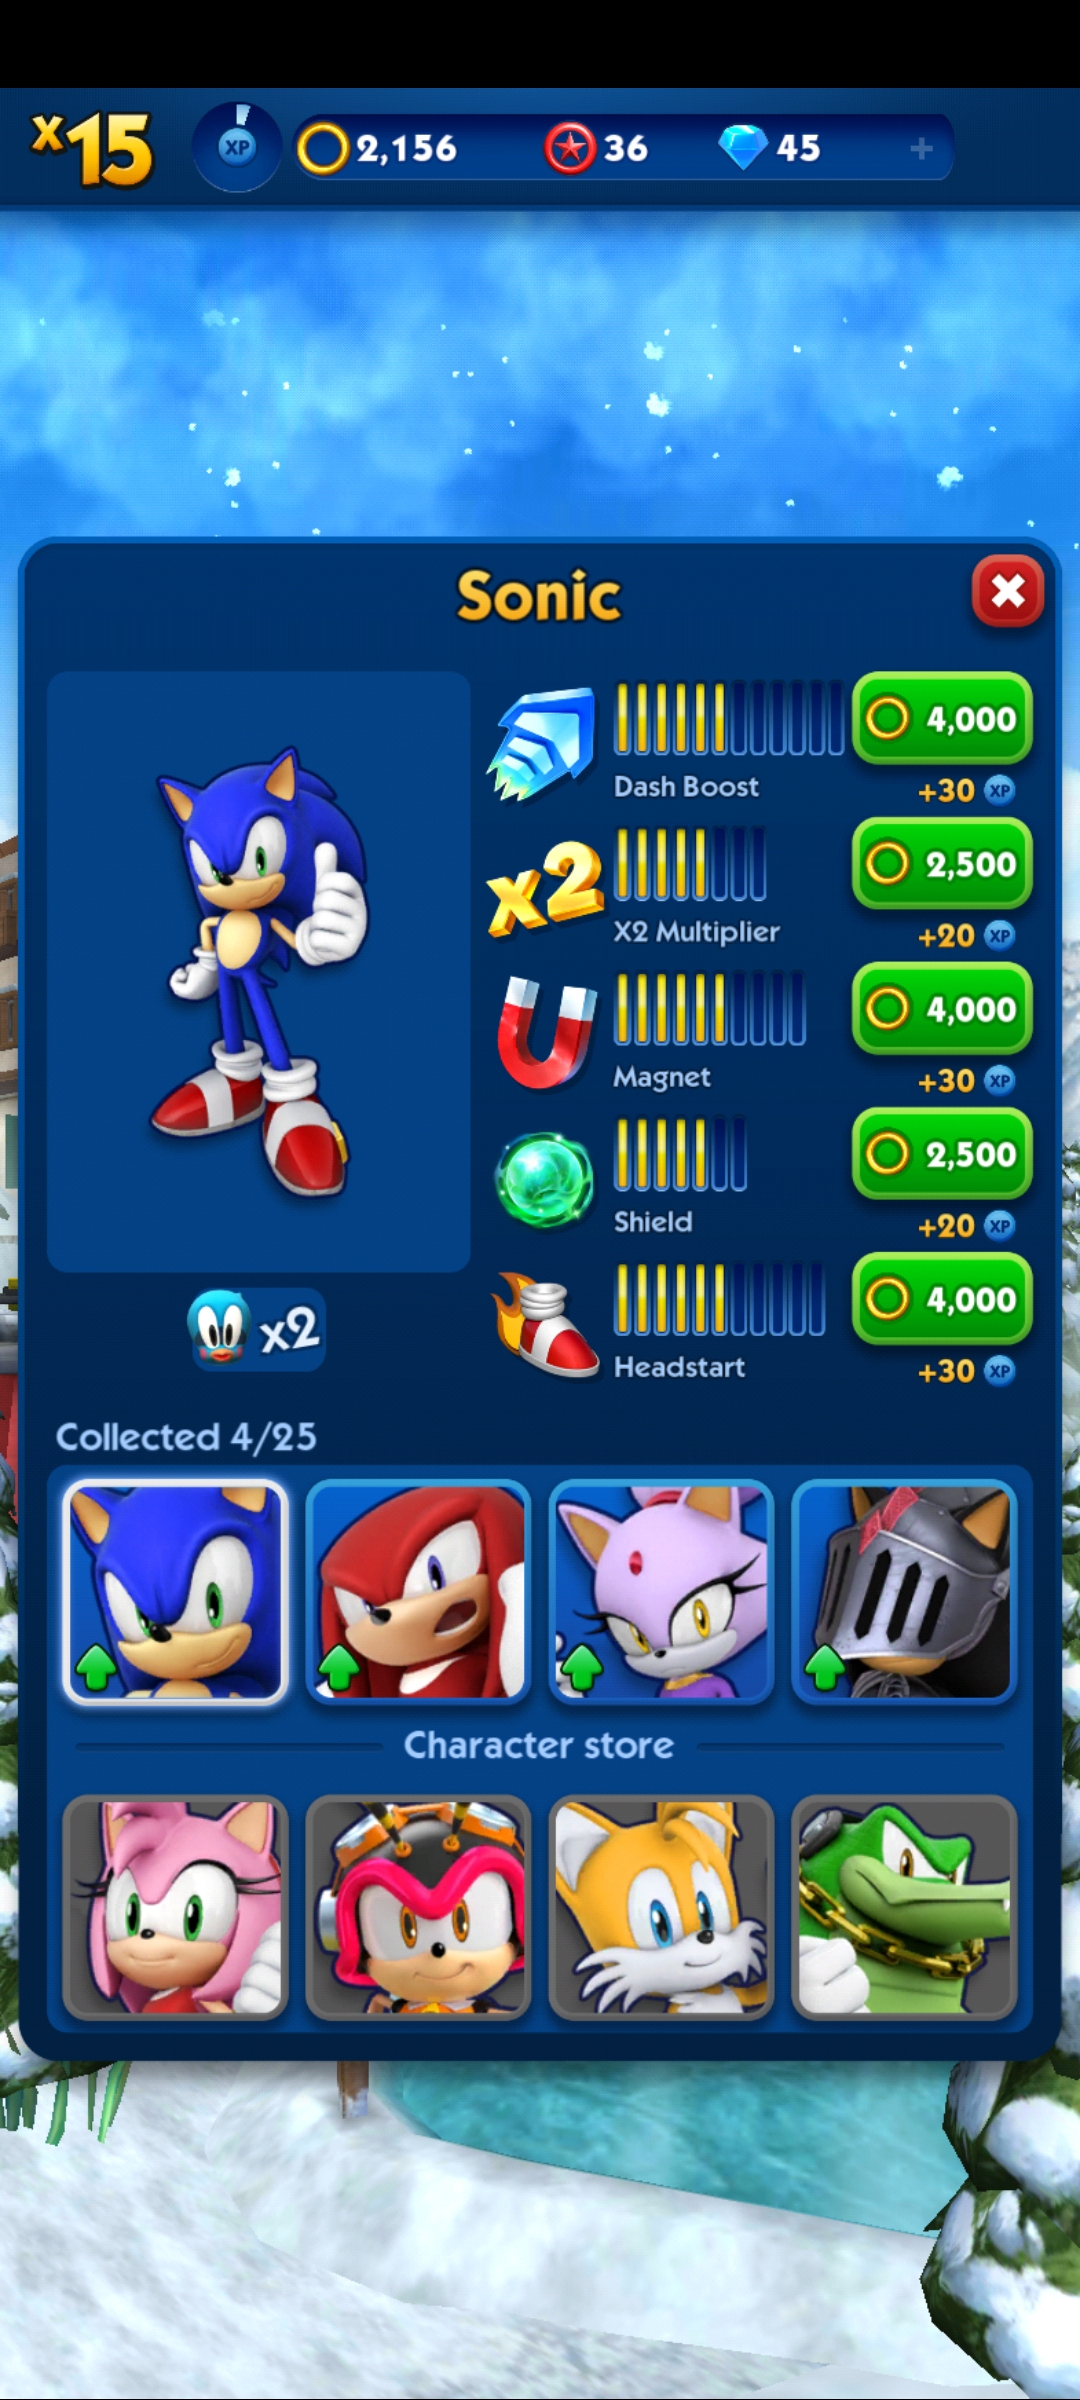 x15
XP
2,156
36
45
+
Sonic
4,000
Dash Boost
+30 XP
x2
2,500
X2 Multiplier
+20 XP
4,000
Magnet
+30 XP
2,500
Shield
+20 XP
x2
4,000
Headstart
+30 XP
Collected 4/25
Character store